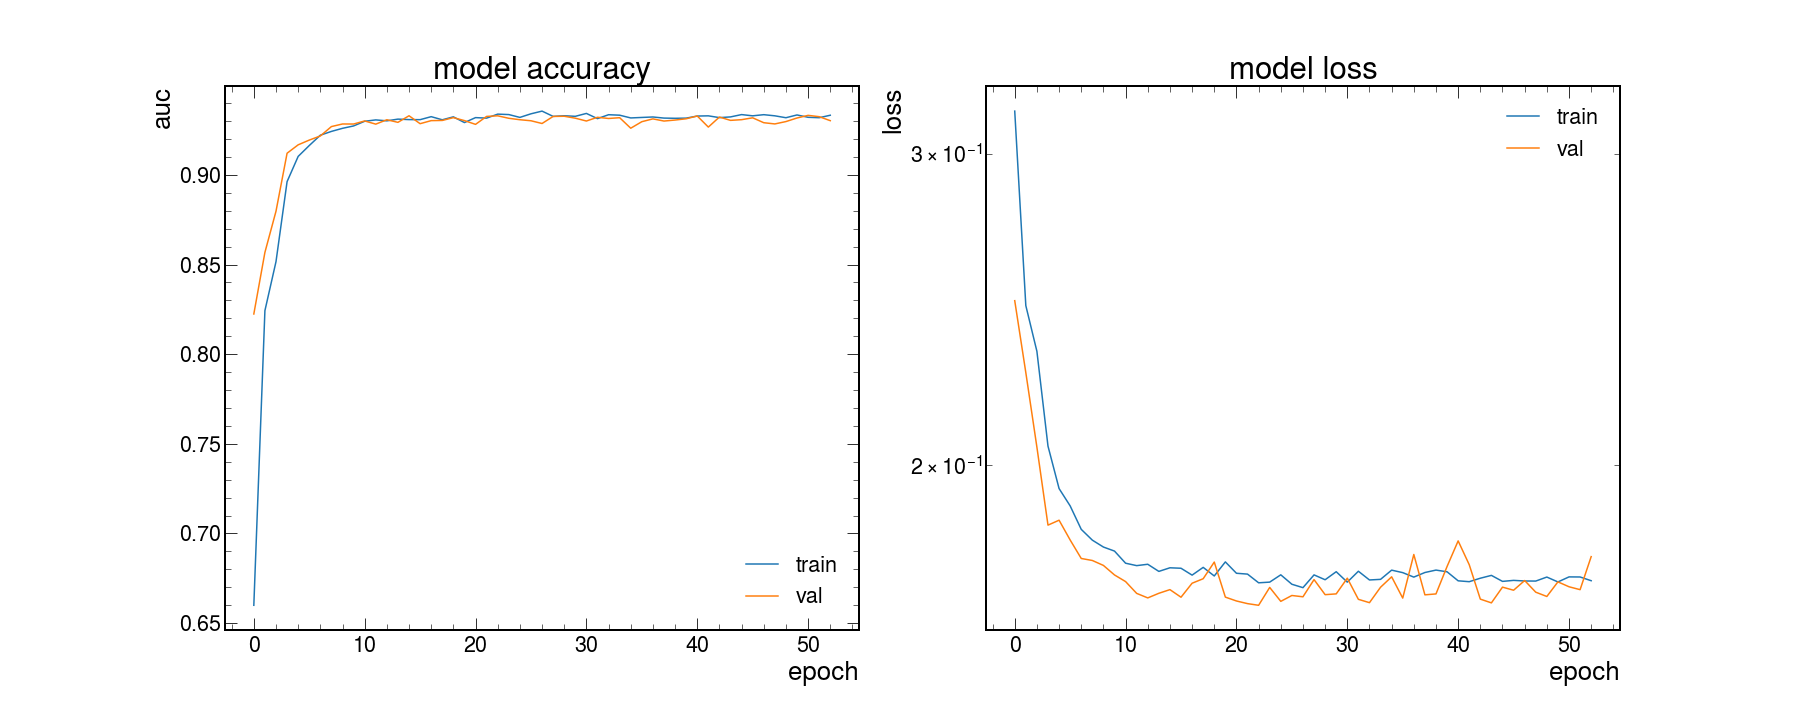 model accuracy
auc
0.90
0.85
0.80
0.75
0.70
0.65
train
val
0 10 20 30 40 50
epoch
model loss
loss
3 × 10⁻¹
2 × 10⁻¹
train
val
0 10 20 30 40 50
epoch